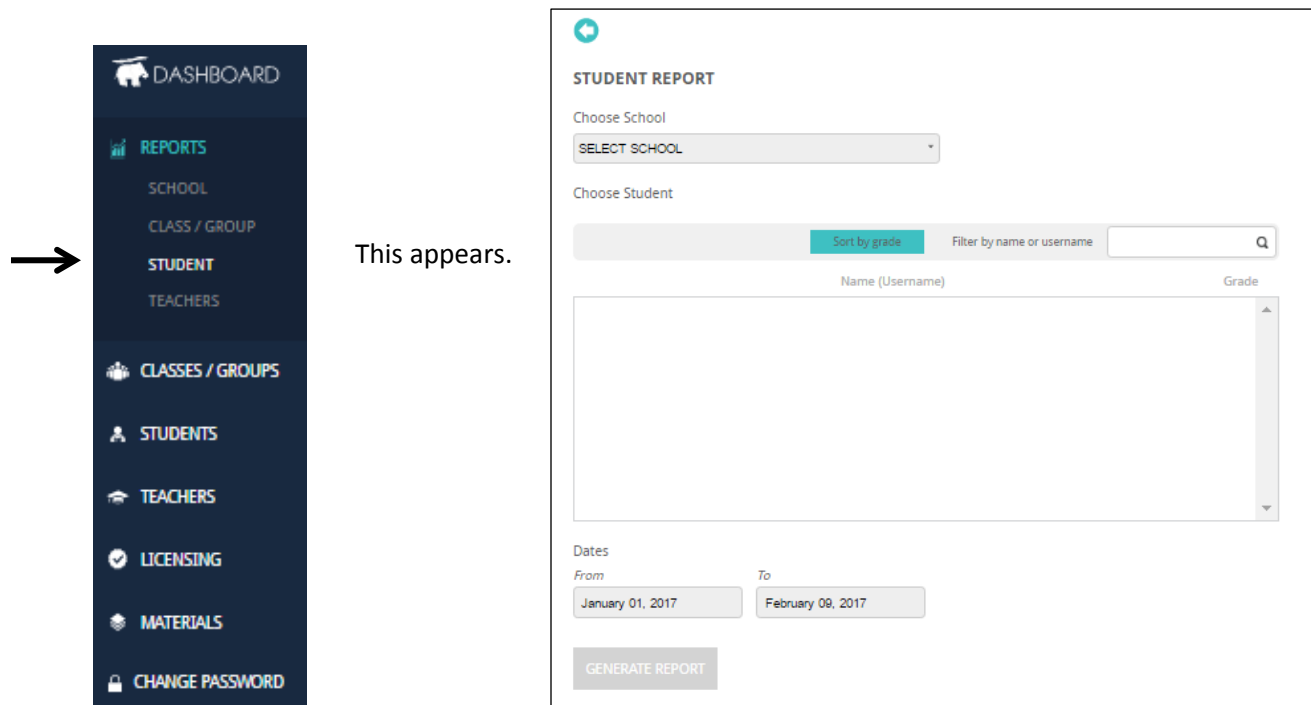 DASHBOARD
REPORTS
SCHOOL
CLASS / GROUP
STUDENT
TEACHERS
CLASSES / GROUPS
STUDENTS
TEACHERS
LICENSING
MATERIALS
CHANGE PASSWORD
This appears.
STUDENT REPORT
Choose School
SELECT SCHOOL
Choose Student
Sort by grade Filter by name or username
Name (Username) Grade
Dates
From To
January 01, 2017 February 09, 2017
GENERATE REPORT